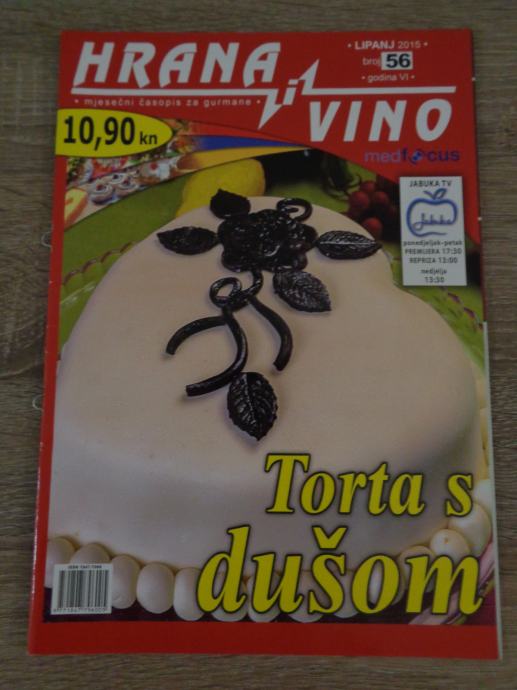 HRANA
i
VINO
• mjesečni časopis za gurmane •
• LIPANJ 2015 •
broj 56
• godina VI •
10,90 kn
medfocus
JABUKA TV
Jabuka
ponedjeljak-petak
PREMIJERA 17:30
REPRIZA 13:00
nedjelja
13:30
Torta s
dušom